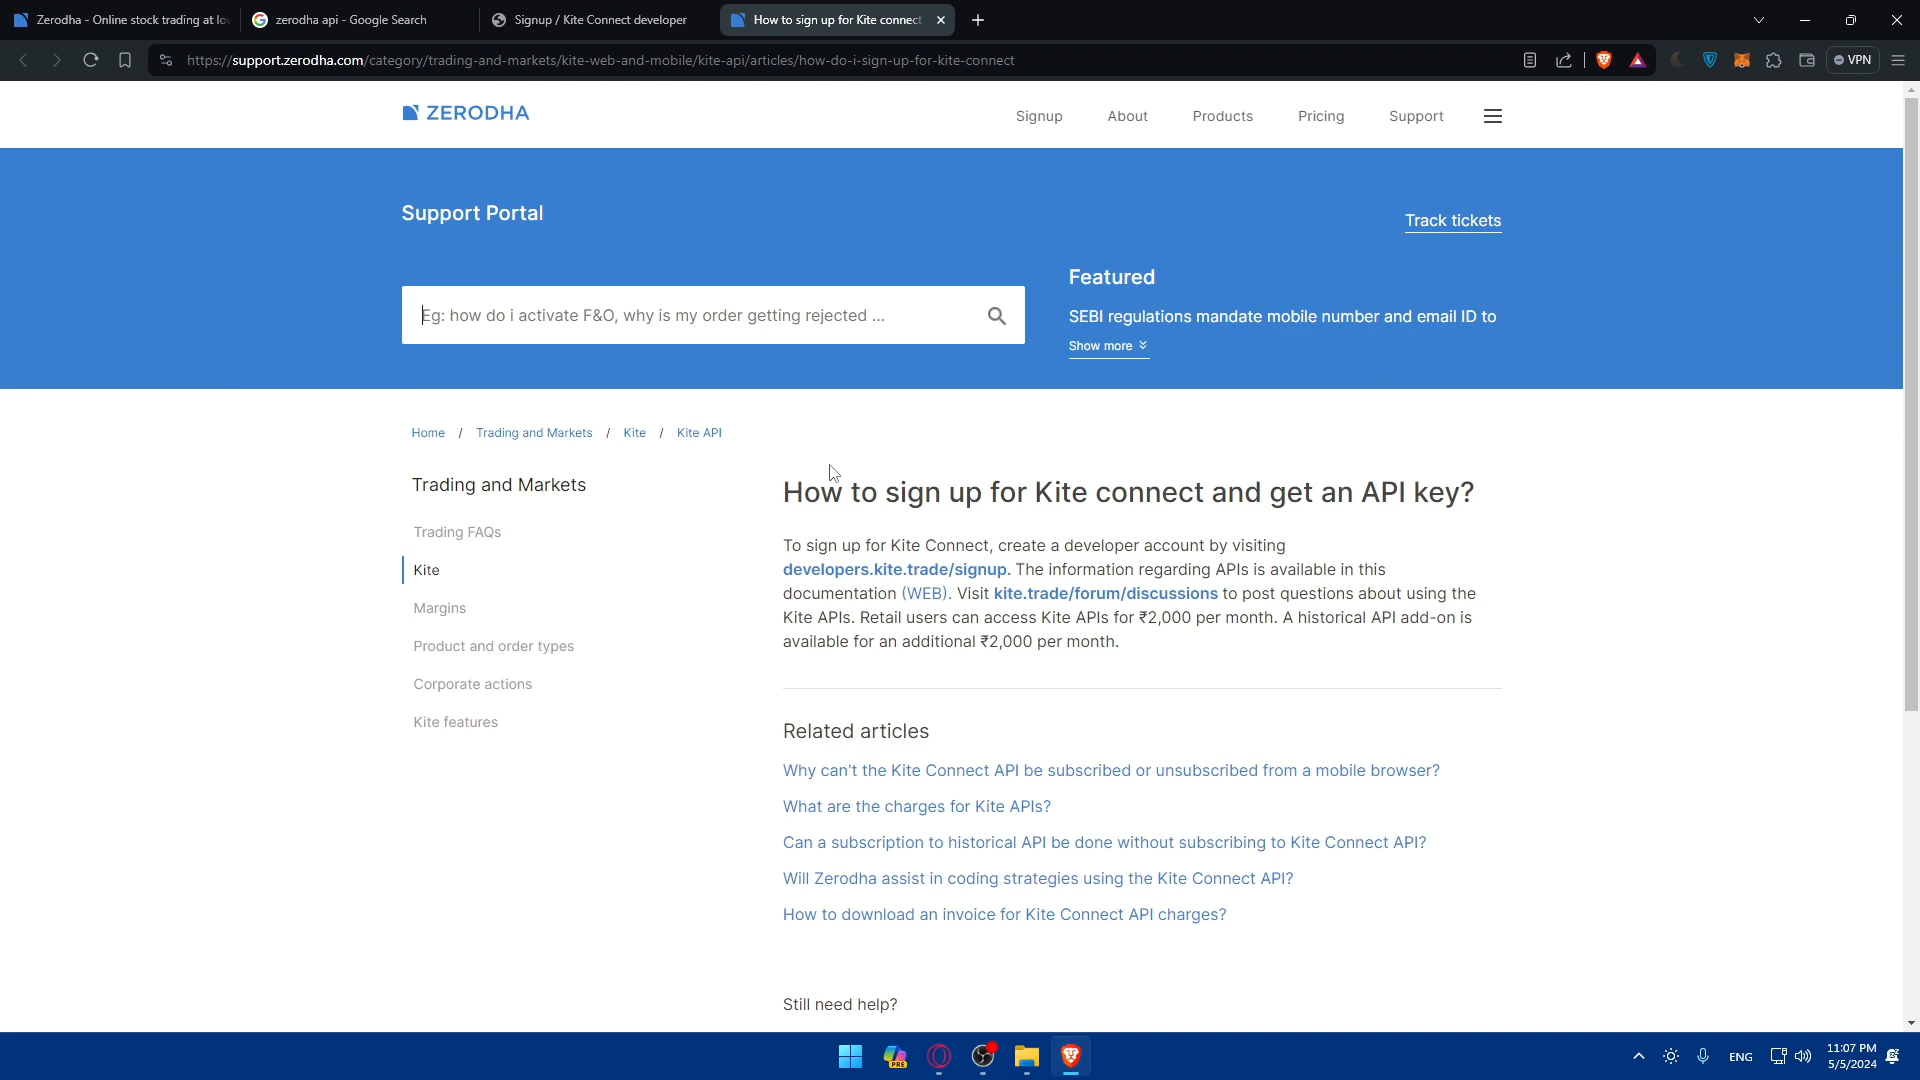 Zerodha - Online stock trading at lo
zerodha api - Google Search
Signup / Kite Connect developer
How to sign up for Kite connect
https://support.zerodha.com/category/trading-and-markets/kite-web-and-mobile/kite-api/articles/how-do-i-sign-up-for-kite-connect
VPN
ZERODHA
Signup
About
Products
Pricing
Support
Support Portal
Track tickets
Eg: how do i activate F&O, why is my order getting rejected ...
Featured
SEBI regulations mandate mobile number and email ID to
Show more
Home / Trading and Markets / Kite / Kite API
Trading and Markets
Trading FAQs
Kite
Margins
Product and order types
Corporate actions
Kite features
How to sign up for Kite connect and get an API key?
To sign up for Kite Connect, create a developer account by visiting
developers.kite.trade/signup. The information regarding APIs is available in this
documentation (WEB). Visit kite.trade/forum/discussions to post questions about using the
Kite APIs. Retail users can access Kite APIs for ₹2,000 per month. A historical API add-on is
available for an additional ₹2,000 per month.
Related articles
Why can't the Kite Connect API be subscribed or unsubscribed from a mobile browser?
What are the charges for Kite APIs?
Can a subscription to historical API be done without subscribing to Kite Connect API?
Will Zerodha assist in coding strategies using the Kite Connect API?
How to download an invoice for Kite Connect API charges?
Still need help?
PRE
ENG
11:07 PM
5/5/2024